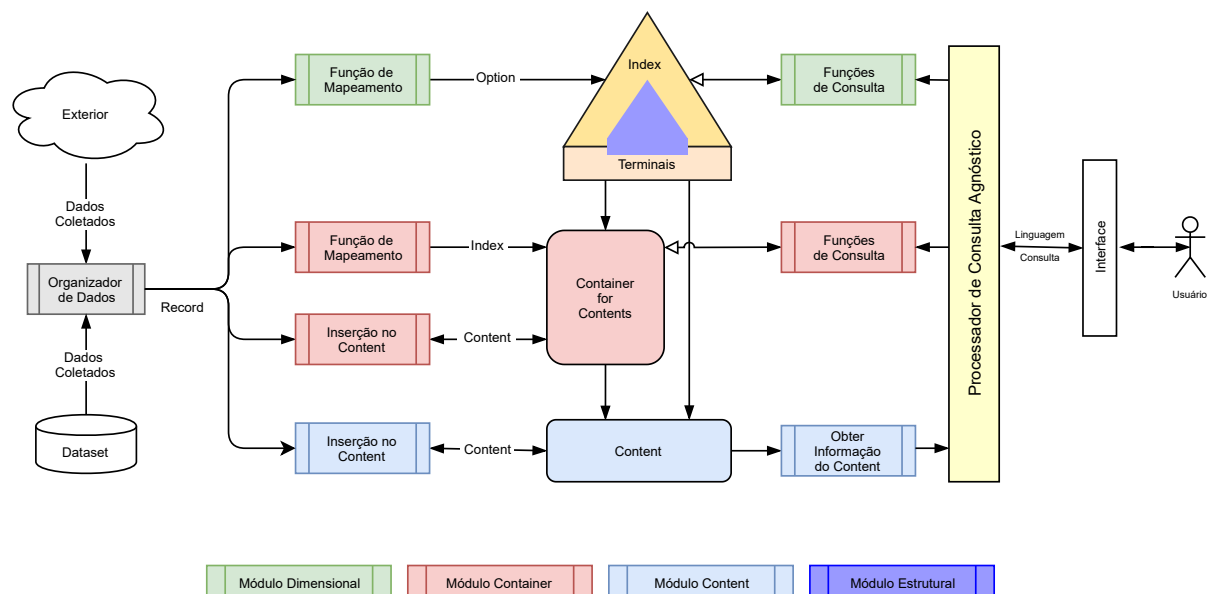 Exterior
Dados
Coletados
Organizador
de Dados
Record
Dados
Coletados
Dataset
Função de
Mapeamento
Option
Index
Terminais
Funções
de Consulta
Função de
Mapeamento
Index
Container
for
Contents
Funções
de Consulta
Inserção no
Content
Content
Inserção no
Content
Content
Content
Obter
Informação
do Content
Processador de Consulta Agnóstico
Linguagem
Consulta
Interface
Usuário
Módulo Dimensional
Módulo Container
Módulo Content
Módulo Estrutural